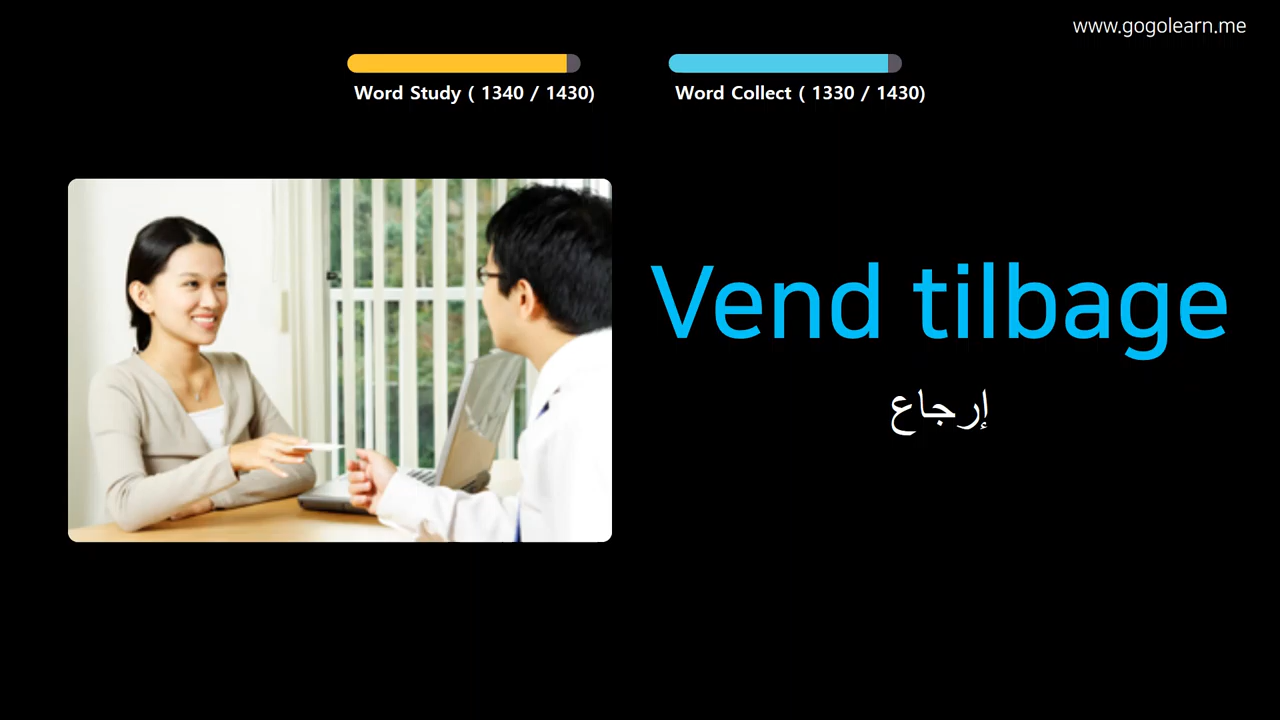 www.gogolearn.me
Word Study ( 1340 / 1430)
Word Collect ( 1330 / 1430)
Vend tilbage
إرجاع